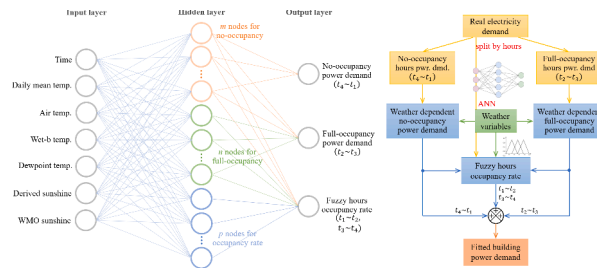 Input layer
Hidden layer
Output layer
m nodes for
no-occupancy
Time
Daily mean temp.
Air temp.
Wet-b temp.
Dewpoint temp.
Derived sunshine
WMO sunshine
n nodes for
full-occupancy
p nodes for
occupancy rate
No-occupancy
power demand
(t₄~t₁)
Full-occupancy
power demand
(t₂~t₃)
Fuzzy hours
occupancy rate
(t₁~t₂,
t₃~t₄)
Real electricity
demand
split by hours
No-occupancy
hours pwr. dmd.
(t₄~t₁)
Full-occupancy
hours pwr. dmd
(t₂~t₃)
ANN
Weather dependent
no-occupancy
power demand
Weather
variables
Weather dependent
full-occupancy
power demand
Fuzzy hours
occupancy rate
t₁~t₂
t₃~t₄
t₄~t₁
t₂~t₃
Fitted building
power demand